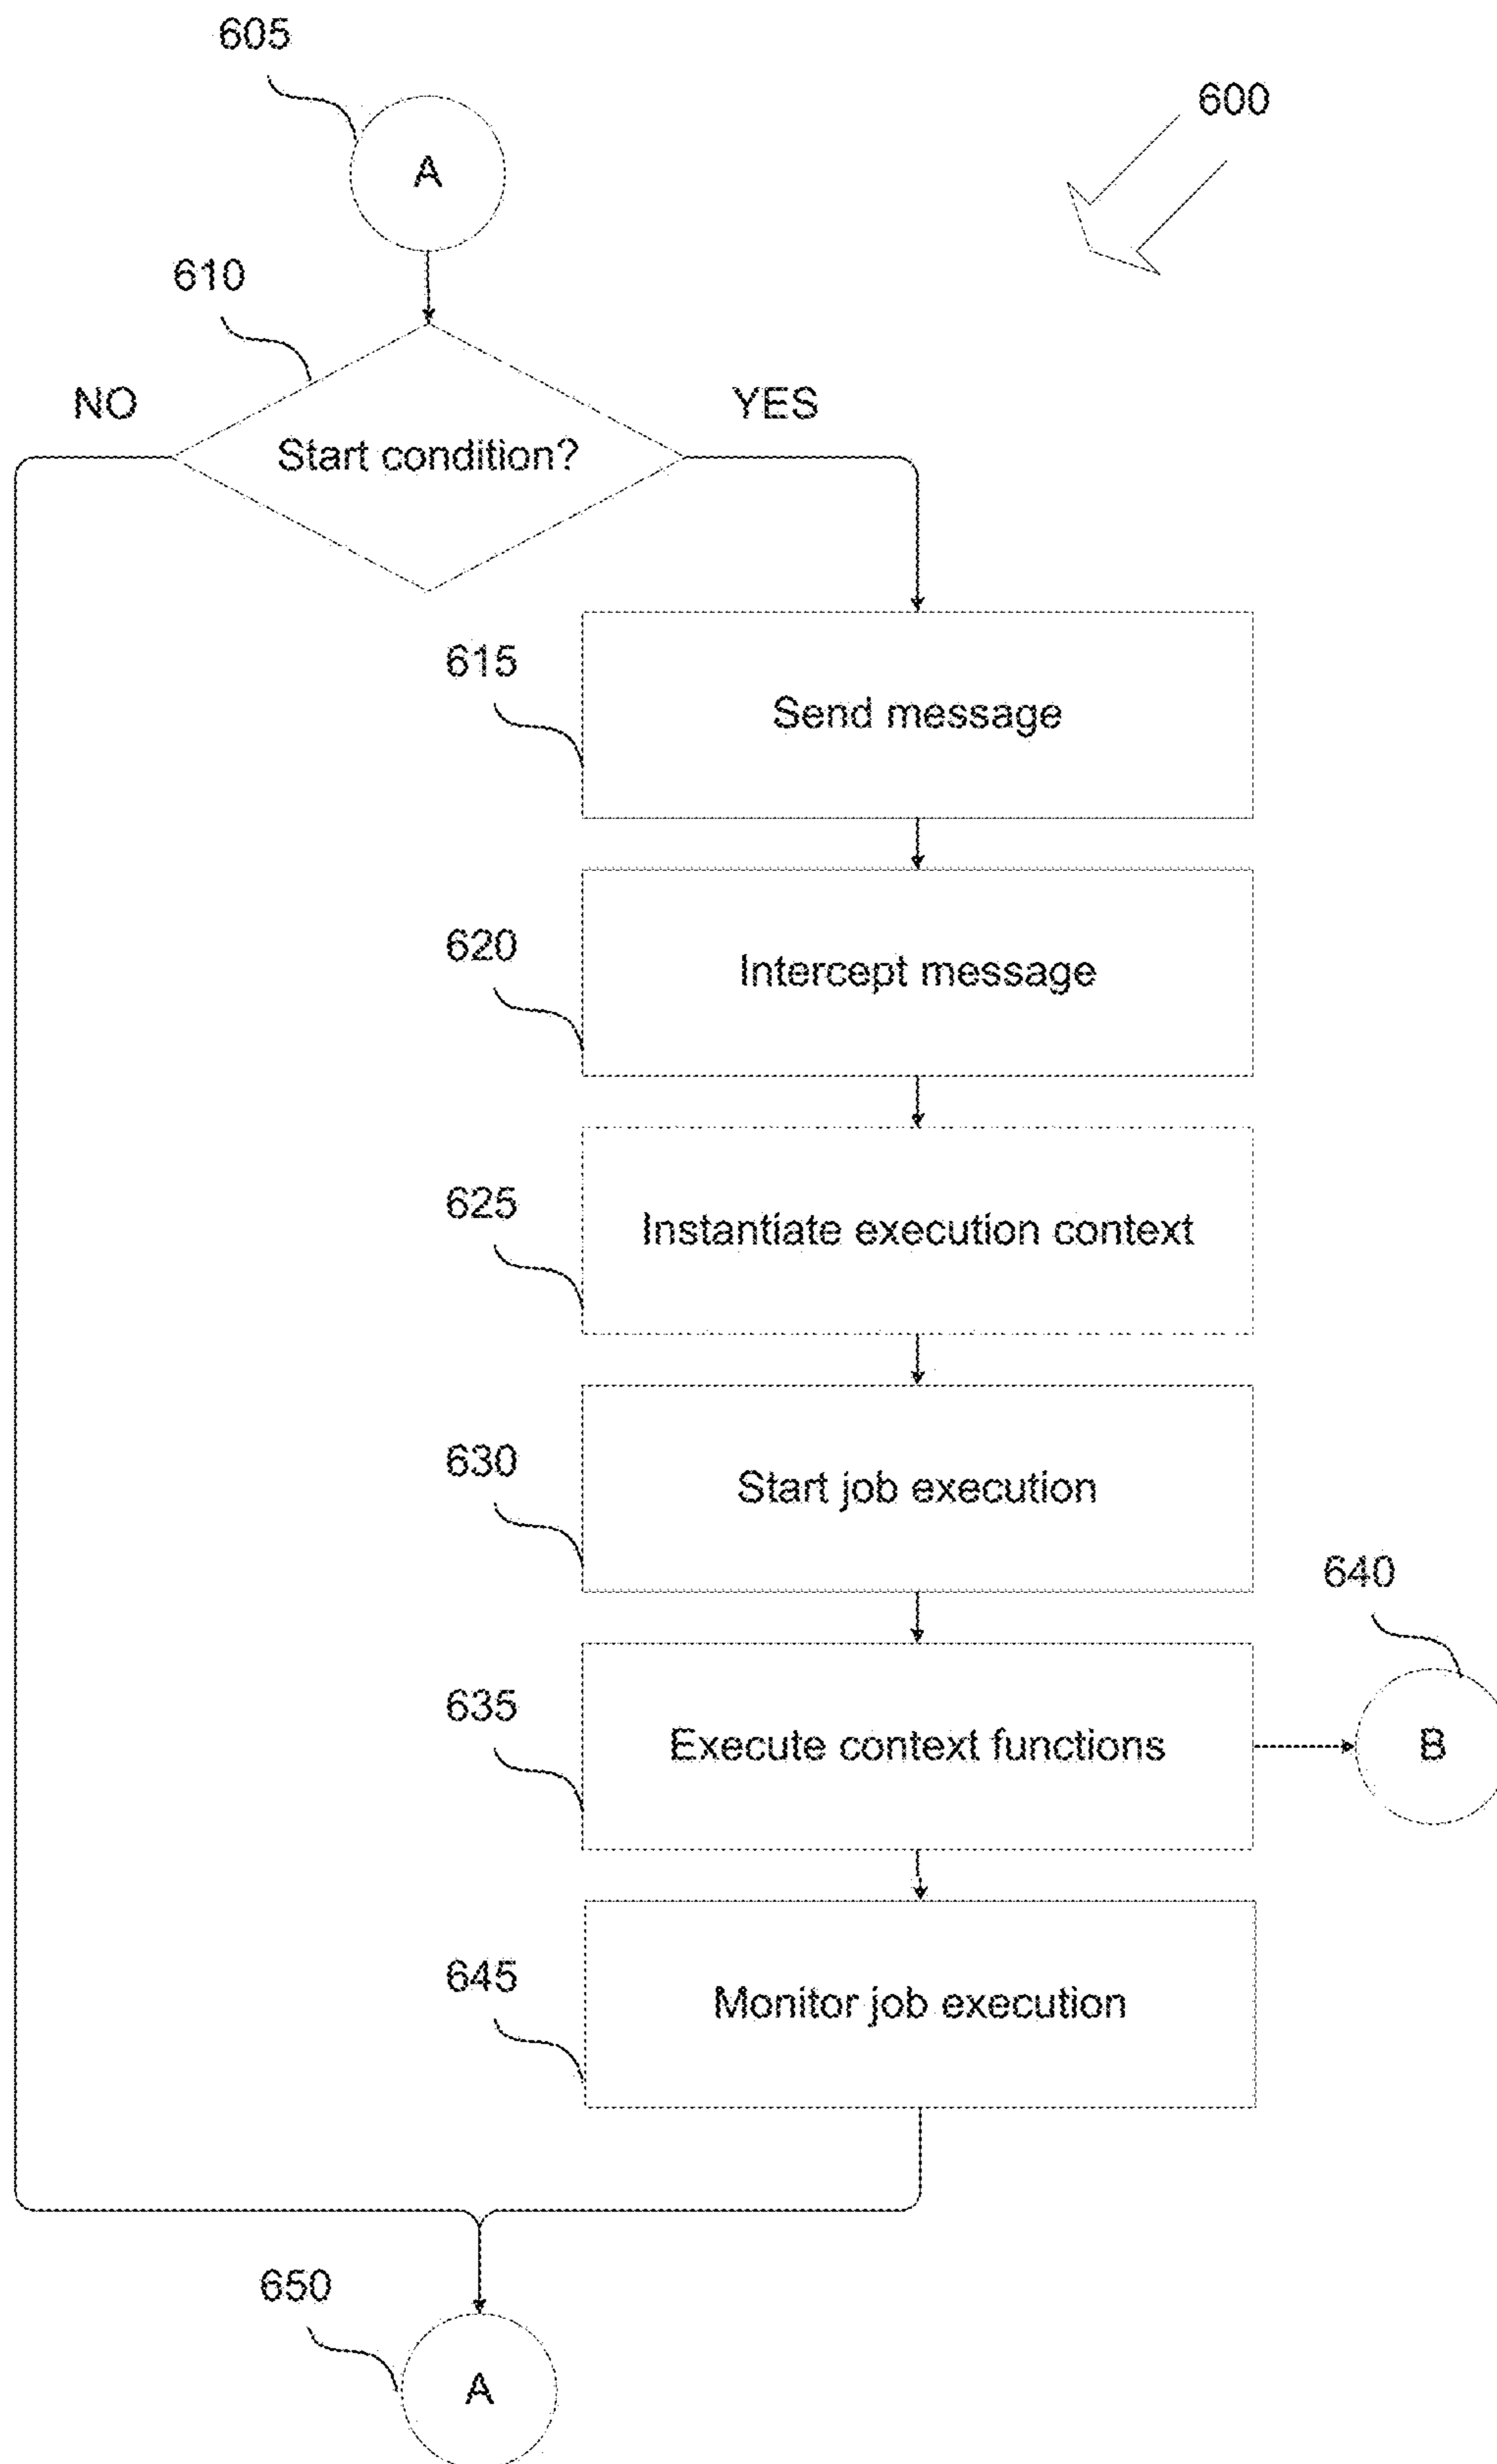 605
600
A
610
NO
YES
Start condition?
615
Send message
620
Intercept message
625
Instantiate execution context
630
Start job execution
640
635
Execute context functions
B
645
Monitor job execution
650
A